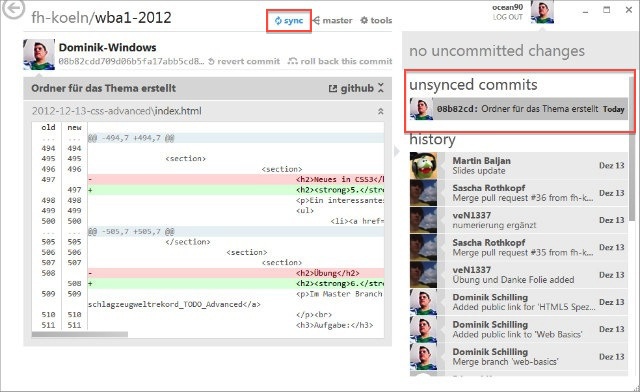 fh-koeln/wba1-2012
sync
master
tools
ocean90
LOG OUT
Dominik-Windows
08b82cdd709d06b5fa17abb5cd8...
revert commit
roll back this commit
Ordner für das Thema erstellt
github
2012-12-13-css-advanced\index.html
old new
... ... @@ -494,7 +494,7 @@
494 494
495 495 <section>
496 496 <section>
497 - <h2>Neues in CSS3</h
497 + <h2><strong>5.</stre
498 498 <p>Ein interessantes
499 499 <ul>
500 500 <li><a href=
... ... @@ -505,7 +505,7 @@
505 505 </section>
506 506 <section>
507 507 <section>
508 - <h2>Übung</h2>
508 + <h2><strong>6.</stre
509 509 <p>Im Master Branch
schlagzeugweltrekord_TODO_Advanced</a>
510 510 </p><br>
511 511 <h3>Aufgabe:</h3>
no uncommitted changes
unsynced commits
08b82cd: Ordner für das Thema erstellt Today
history
Martin Baljan
Slides update
Dez 13
Sascha Rothkopf
Merge pull request #36 from fh-k...
Dez 13
veN1337
numerierung ergänzt
Dez 13
Sascha Rothkopf
Merge pull request #35 from fh-k...
Dez 13
veN1337
Übung und Danke Folie added
Dez 13
Dominik Schilling
Added public link for 'HTML5 Spez...
Dez 13
Dominik Schilling
Added public link to 'Web Basics'
Dez 13
Dominik Schilling
Merge branch 'web-basics'
Dez 13